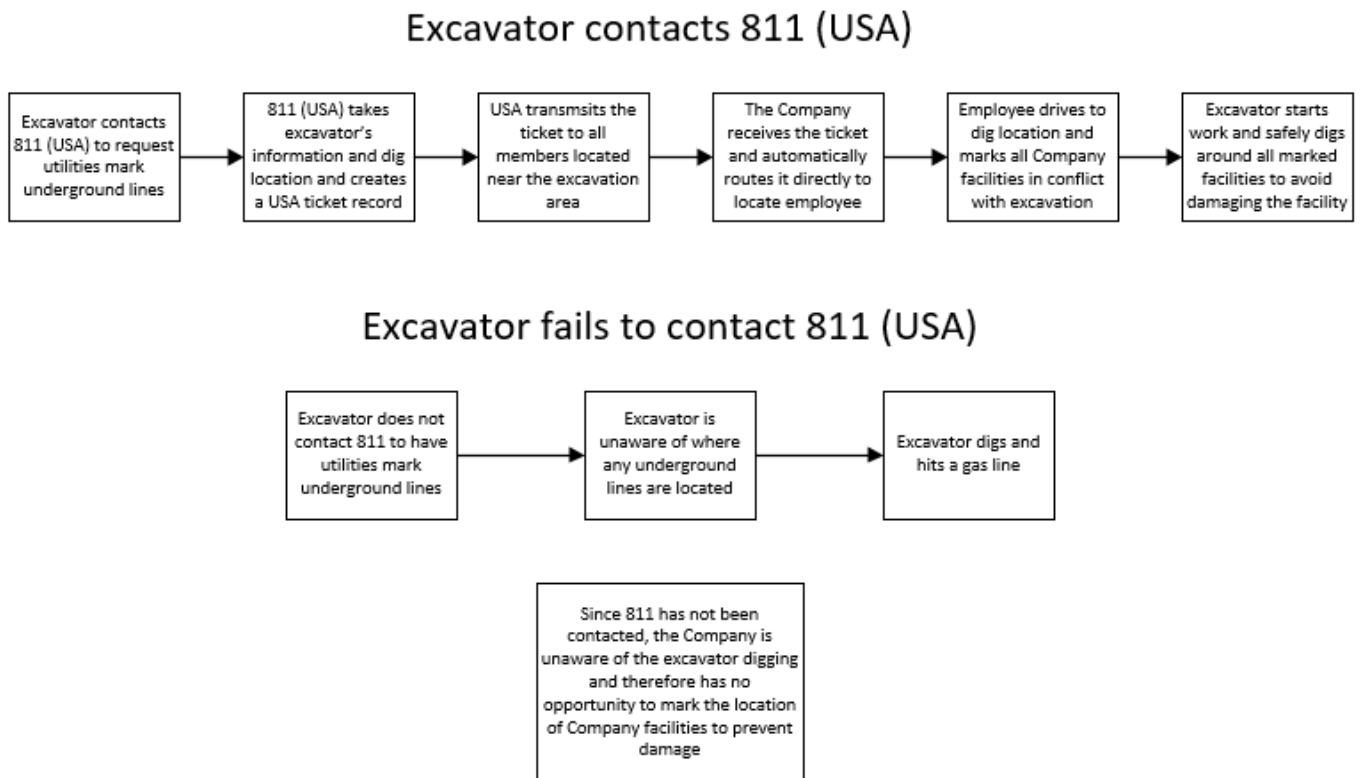 Excavator contacts 811 (USA)
Excavator contacts
811 (USA) to request
utilities mark
underground lines
811 (USA) takes
excavator's
information and dig
location and creates
a USA ticket record
USA transmsits the
ticket to all
members located
near the excavation
area
The Company
receives the ticket
and automatically
routes it directly to
locate employee
Employee drives to
dig location and
marks all Company
facilities in conflict
with excavation
Excavator starts
work and safely digs
around all marked
facilities to avoid
damaging the facility
Excavator fails to contact 811 (USA)
Excavator does not
contact 811 to have
utilities mark
underground lines
Excavator is
unaware of where
any underground
lines are located
Excavator digs and
hits a gas line
Since 811 has not been
contacted, the Company is
unaware of the excavator digging
and therefore has no
opportunity to mark the location
of Company facilities to prevent
damage